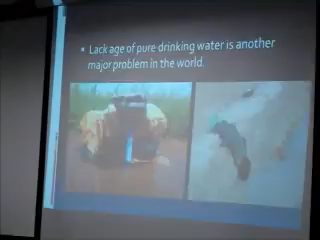 ▪ Lack age of pure drinking water is another
major problem in the world.